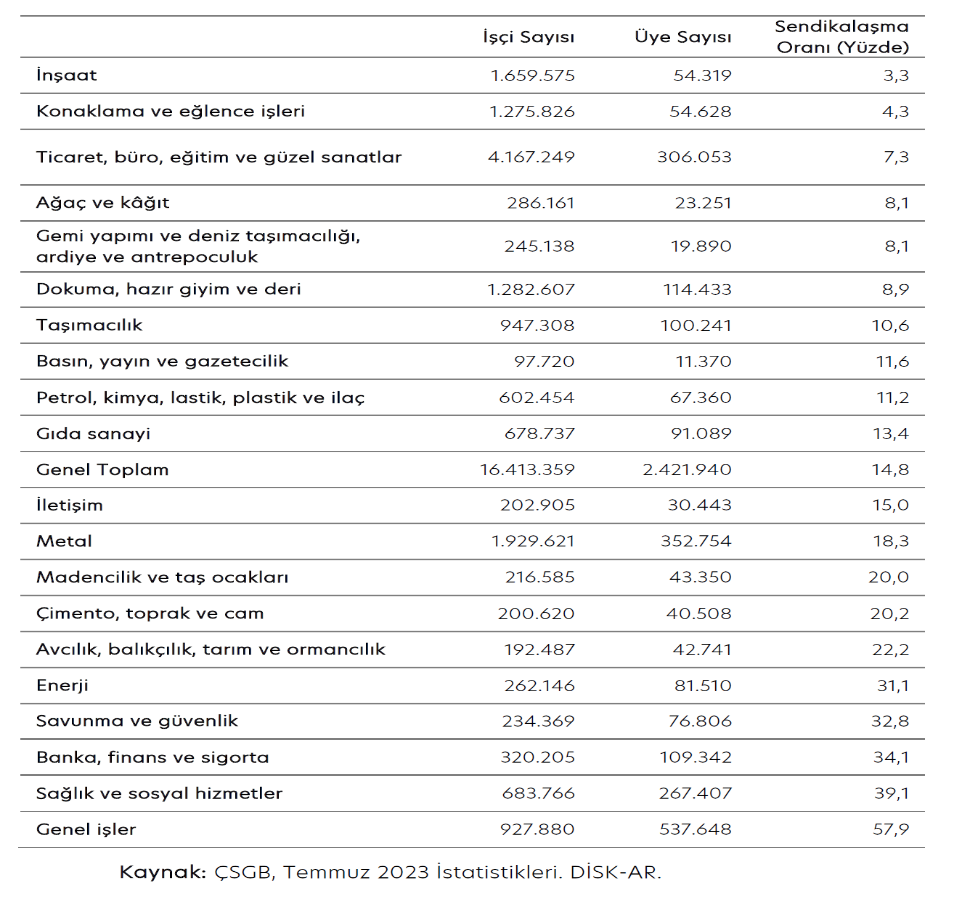 İşçi Sayısı Üye Sayısı Sendikalaşma
Oranı (Yüzde)
İnşaat 1.659.575 54.319 3,3
Konaklama ve eğlence işleri 1.275.826 54.628 4,3
Ticaret, büro, eğitim ve güzel sanatlar 4.167.249 306.053 7,3
Ağaç ve kâğıt 286.161 23.251 8,1
Gemi yapımı ve deniz taşımacılığı,
ardiye ve antrepoculuk 245.138 19.890 8,1
Dokuma, hazır giyim ve deri 1.282.607 114.433 8,9
Taşımacılık 947.308 100.241 10,6
Basın, yayın ve gazetecilik 97.720 11.370 11,6
Petrol, kimya, lastik, plastik ve ilaç 602.454 67.360 11,2
Gıda sanayi 678.737 91.089 13,4
Genel Toplam 16.413.359 2.421.940 14,8
İletişim 202.905 30.443 15,0
Metal 1.929.621 352.754 18,3
Madencilik ve taş ocakları 216.585 43.350 20,0
Çimento, toprak ve cam 200.620 40.508 20,2
Avcılık, balıkçılık, tarım ve ormancılık 192.487 42.741 22,2
Enerji 262.146 81.510 31,1
Savunma ve güvenlik 234.369 76.806 32,8
Banka, finans ve sigorta 320.205 109.342 34,1
Sağlık ve sosyal hizmetler 683.766 267.407 39,1
Genel işler 927.880 537.648 57,9
Kaynak: ÇSGB, Temmuz 2023 İstatistikleri. DİSK-AR.